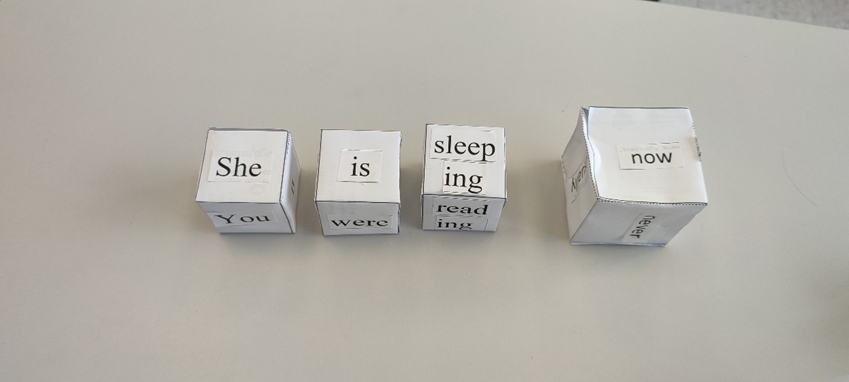 She
is
sleep
ing
now
You
were
read
ing
never